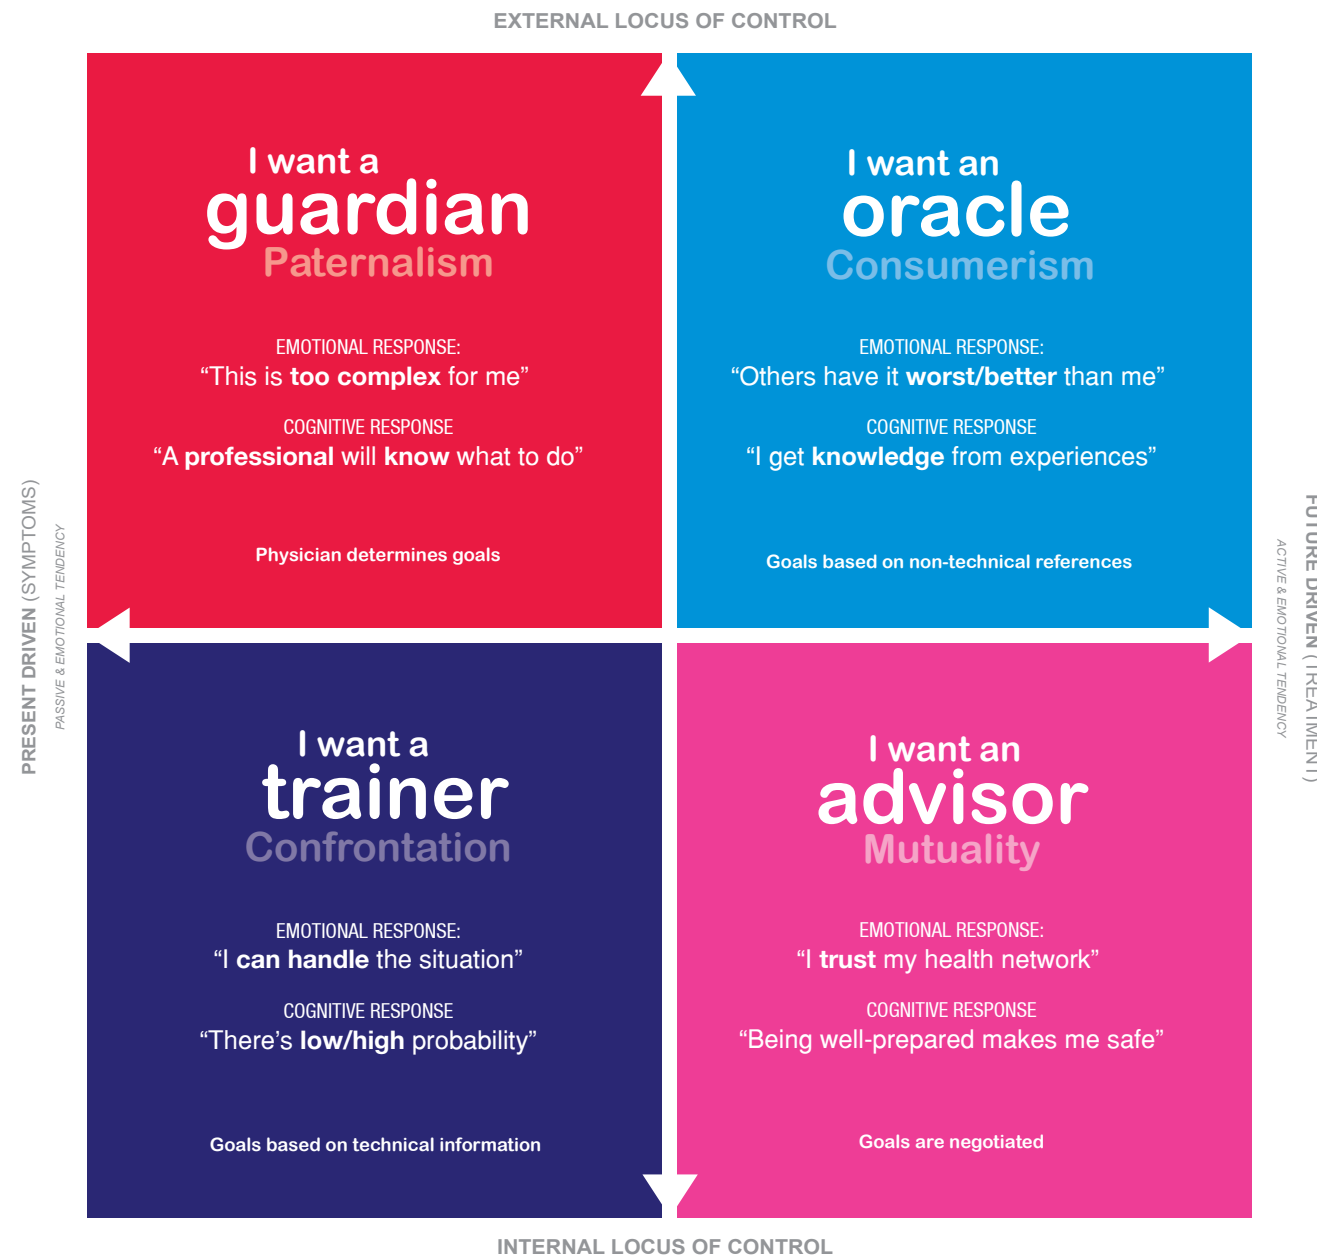 EXTERNAL LOCUS OF CONTROL
I want a
guardian
Paternalism
EMOTIONAL RESPONSE:
“This is too complex for me”
COGNITIVE RESPONSE
“A professional will know what to do”
Physician determines goals
I want an
oracle
Consumerism
EMOTIONAL RESPONSE:
“Others have it worst/better than me”
COGNITIVE RESPONSE
“I get knowledge from experiences”
Goals based on non-technical references
PRESENT DRIVEN (SYMPTOMS)
PASSIVE & EMOTIONAL TENDENCY
FUTURE DRIVEN (TREATMENT)
ACTIVE & EMOTIONAL TENDENCY
I want a
trainer
Confrontation
EMOTIONAL RESPONSE:
“I can handle the situation”
COGNITIVE RESPONSE
“There’s low/high probability”
Goals based on technical information
I want an
advisor
Mutuality
EMOTIONAL RESPONSE:
“I trust my health network”
COGNITIVE RESPONSE
“Being well-prepared makes me safe”
Goals are negotiated
INTERNAL LOCUS OF CONTROL